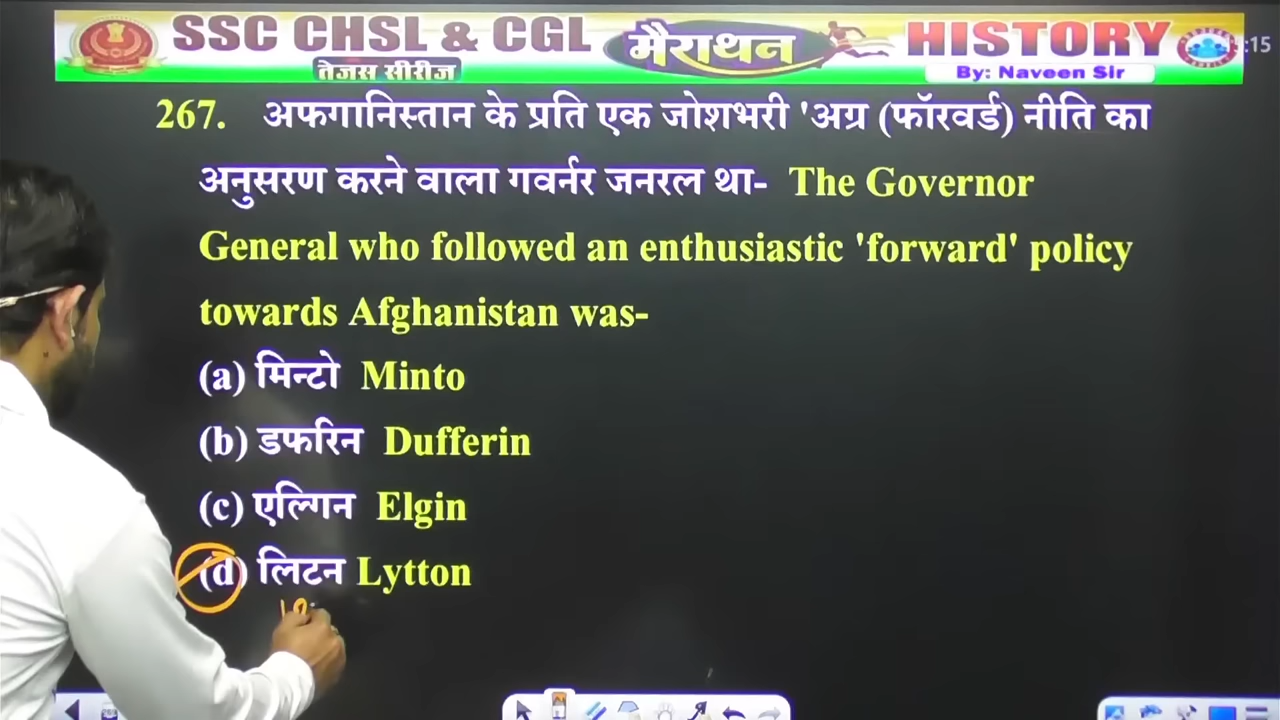 SSC CHSL & CGL मैराथन HISTORY :15
तेजस सीरीज By: Naveen Sir
267. अफगानिस्तान के प्रति एक जोशभरी 'अग्र (फॉरवर्ड) नीति का
अनुसरण करने वाला गवर्नर जनरल था- The Governor
General who followed an enthusiastic 'forward' policy
towards Afghanistan was-
(a) मिन्टो Minto
(b) डफरिन Dufferin
(c) एल्गिन Elgin
(d) लिटन Lytton
18